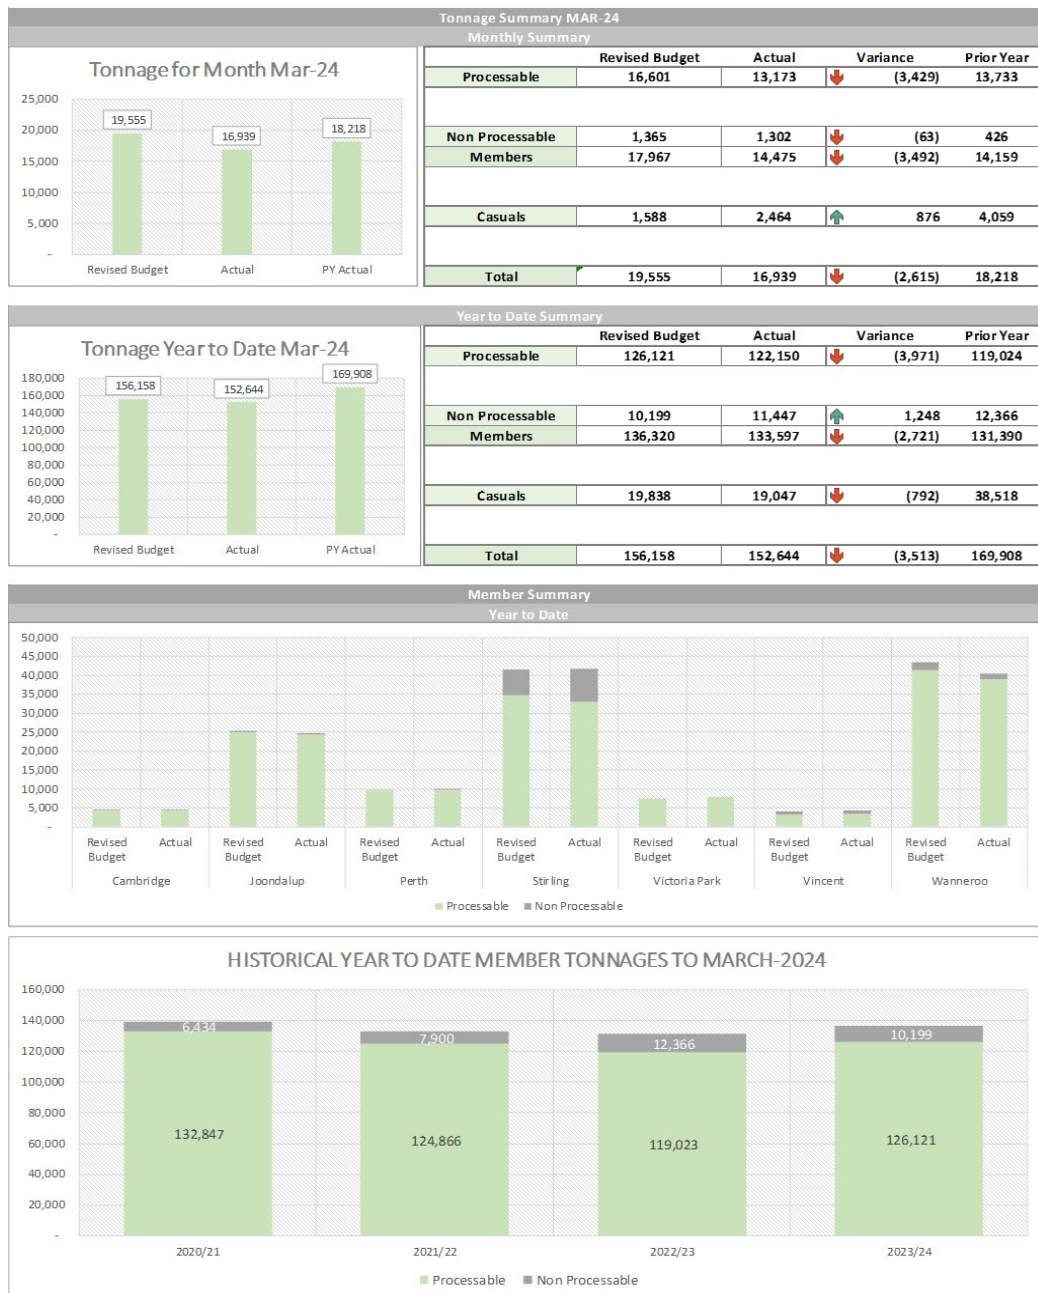 Tonnage Summary MAR-24
Monthly Summary
Tonnage for Month Mar-24
25,000
20,000
15,000
10,000
5,000
-
19,555
16,939
18,218
Revised Budget Actual PY Actual
Revised Budget Actual Variance Prior Year
Processable 16,601 13,173 (3,429) 13,733
Non Processable 1,365 1,302 (63) 426
Members 17,967 14,475 (3,492) 14,159
Casuals 1,588 2,464 876 4,059
Total 19,555 16,939 (2,615) 18,218
Year to Date Summary
Tonnage Year to Date Mar-24
180,000
160,000
140,000
120,000
100,000
80,000
60,000
40,000
20,000
-
156,158
152,644
169,908
Revised Budget Actual PY Actual
Revised Budget Actual Variance Prior Year
Processable 126,121 122,150 (3,971) 119,024
Non Processable 10,199 11,447 1,248 12,366
Members 136,320 133,597 (2,721) 131,390
Casuals 19,838 19,047 (792) 38,518
Total 156,158 152,644 (3,513) 169,908
Member Summary
Year to Date
50,000
45,000
40,000
35,000
30,000
25,000
20,000
15,000
10,000
5,000
-
Revised Actual Revised Actual Revised Actual Revised Actual Revised Actual Revised Actual Revised Actual
Budget Budget Budget Budget Budget Budget Budget
Cambridge Joondalup Perth Stirling Victoria Park Vincent Wanneroo
Processable Non Processable
HISTORICAL YEAR TO DATE MEMBER TONNAGES TO MARCH-2024
160,000
140,000
120,000
100,000
80,000
60,000
40,000
20,000
-
6,434 7,900 12,366 10,199
132,847 124,866 119,023 126,121
2020/21 2021/22 2022/23 2023/24
Processable Non Processable